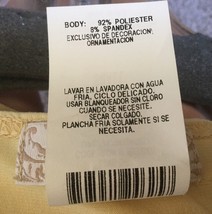 BODY: 92% POLIESTER
8% SPANDEX
EXCLUSIVO DE DECORACION,
ORNAMENTACION
LAVAR EN LAVADORA CON AGUA
FRIA, CICLO DELICADO.
USAR BLANQUEADOR SIN CLORO
CUANDO SE NECESITE.
SECAR COLGADO.
PLANCHA FRIA SOLAMENTE SI SE
NECESITA.